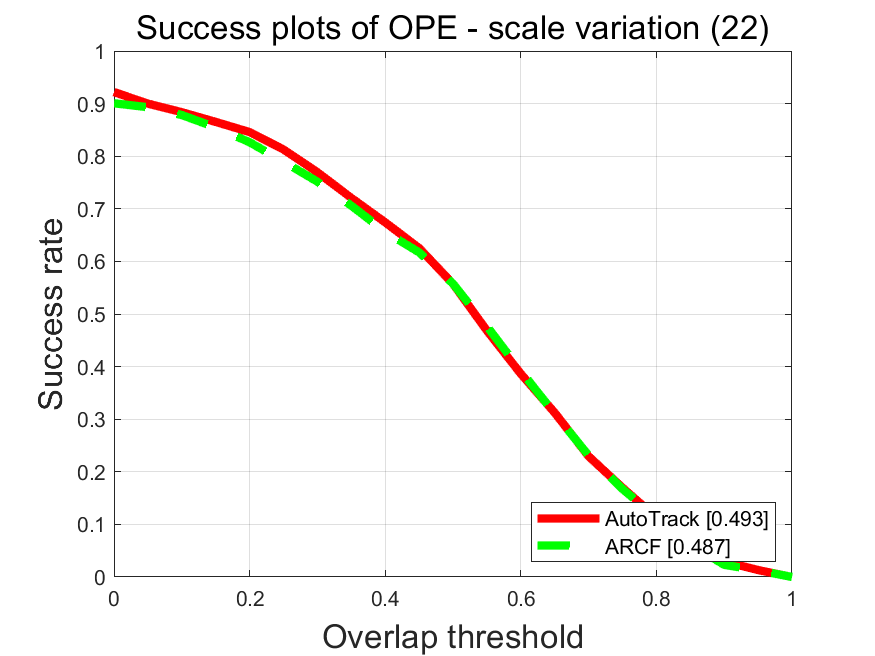 Success plots of OPE - scale variation (22)
1
0.9
0.8
0.7
0.6
0.5
0.4
0.3
0.2
0.1
0
Success rate
AutoTrack [0.493]
ARCF [0.487]
0 0.2 0.4 0.6 0.8 1
Overlap threshold